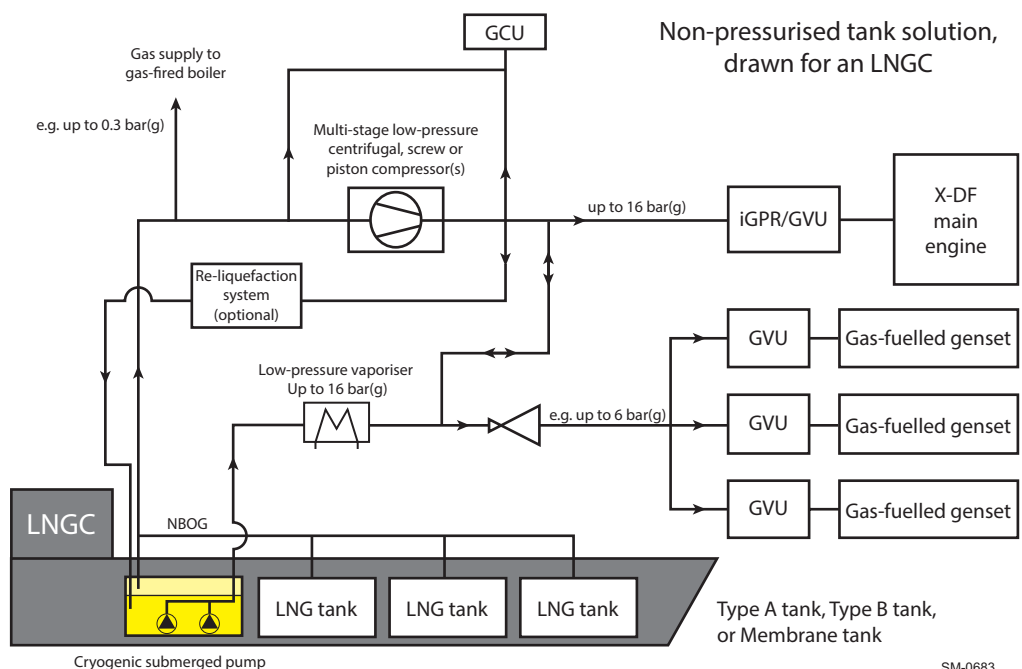 Non-pressurised tank solution,
drawn for an LNGC
GCU
Gas supply to
gas-fired boiler
e.g. up to 0.3 bar(g)
Multi-stage low-pressure
centrifugal, screw or
piston compressor(s)
up to 16 bar(g)
iGPR/GVU
X-DF
main
engine
Re-liquefaction
system
(optional)
Low-pressure vaporiser
Up to 16 bar(g)
e.g. up to 6 bar(g)
GVU
Gas-fuelled genset
GVU
Gas-fuelled genset
GVU
Gas-fuelled genset
LNGC
NBOG
LNG tank
LNG tank
LNG tank
Type A tank, Type B tank,
or Membrane tank
Cryogenic submerged pump
SM-0683